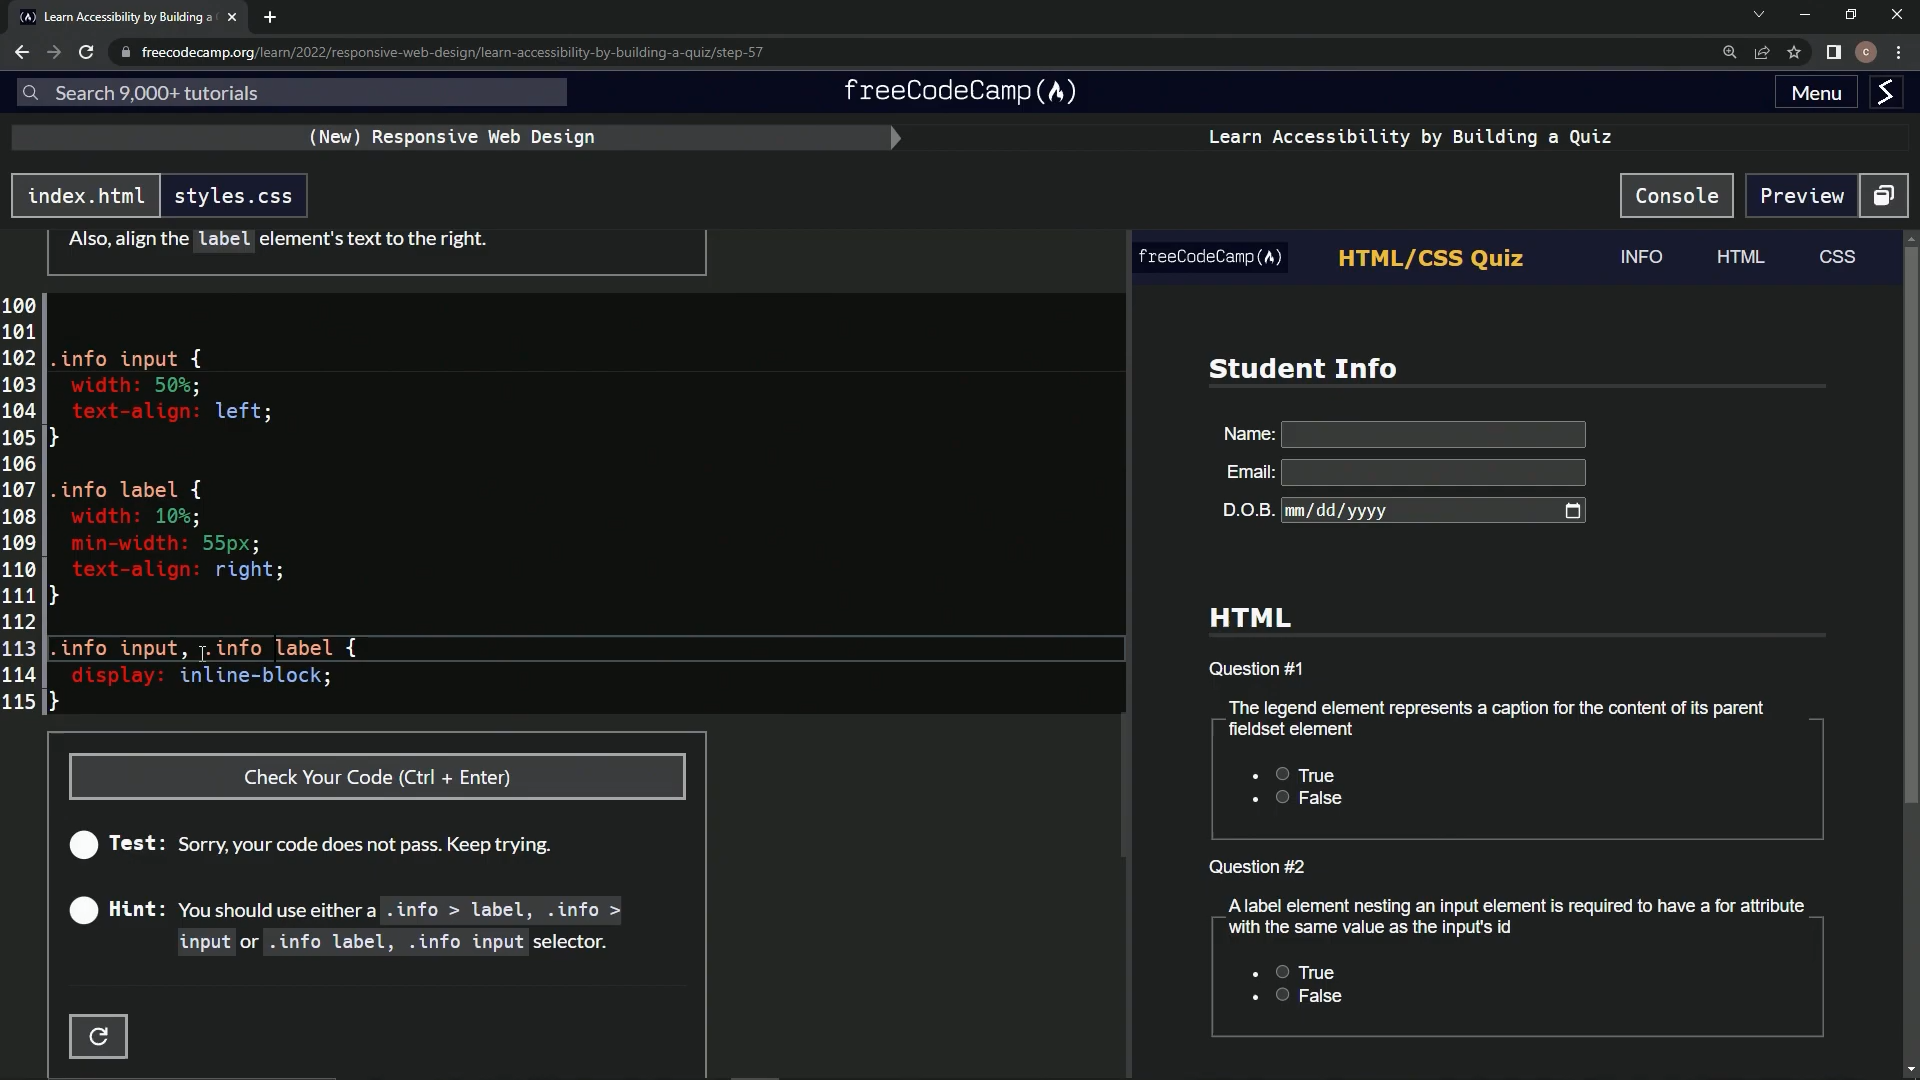 Learn Accessibility by Building a
freecodecamp.org/learn/2022/responsive-web-design/learn-accessibility-by-building-a-quiz/step-57
C
Search 9,000+ tutorials
freeCodeCamp
Menu
(New) Responsive Web Design
Learn Accessibility by Building a Quiz
index.html
styles.css
Console
Preview
Also, align the label element's text to the right.
100
101
102 .info input {
103 width: 50%;
104 text-align: left;
105 }
106
107 .info label {
108 width: 10%;
109 min-width: 55px;
110 text-align: right;
111 }
112
113 .info input, .info label {
114 display: inline-block;
115 }
Check Your Code (Ctrl + Enter)
Test: Sorry, your code does not pass. Keep trying.
Hint: You should use either a .info > label, .info >
input or .info label, .info input selector.
freeCodeCamp
HTML/CSS Quiz
INFO
HTML
CSS
Student Info
Name:
Email:
D.O.B. mm/dd/yyyy
HTML
Question #1
The legend element represents a caption for the content of its parent
fieldset element
True
False
Question #2
A label element nesting an input element is required to have a for attribute
with the same value as the input's id
True
False